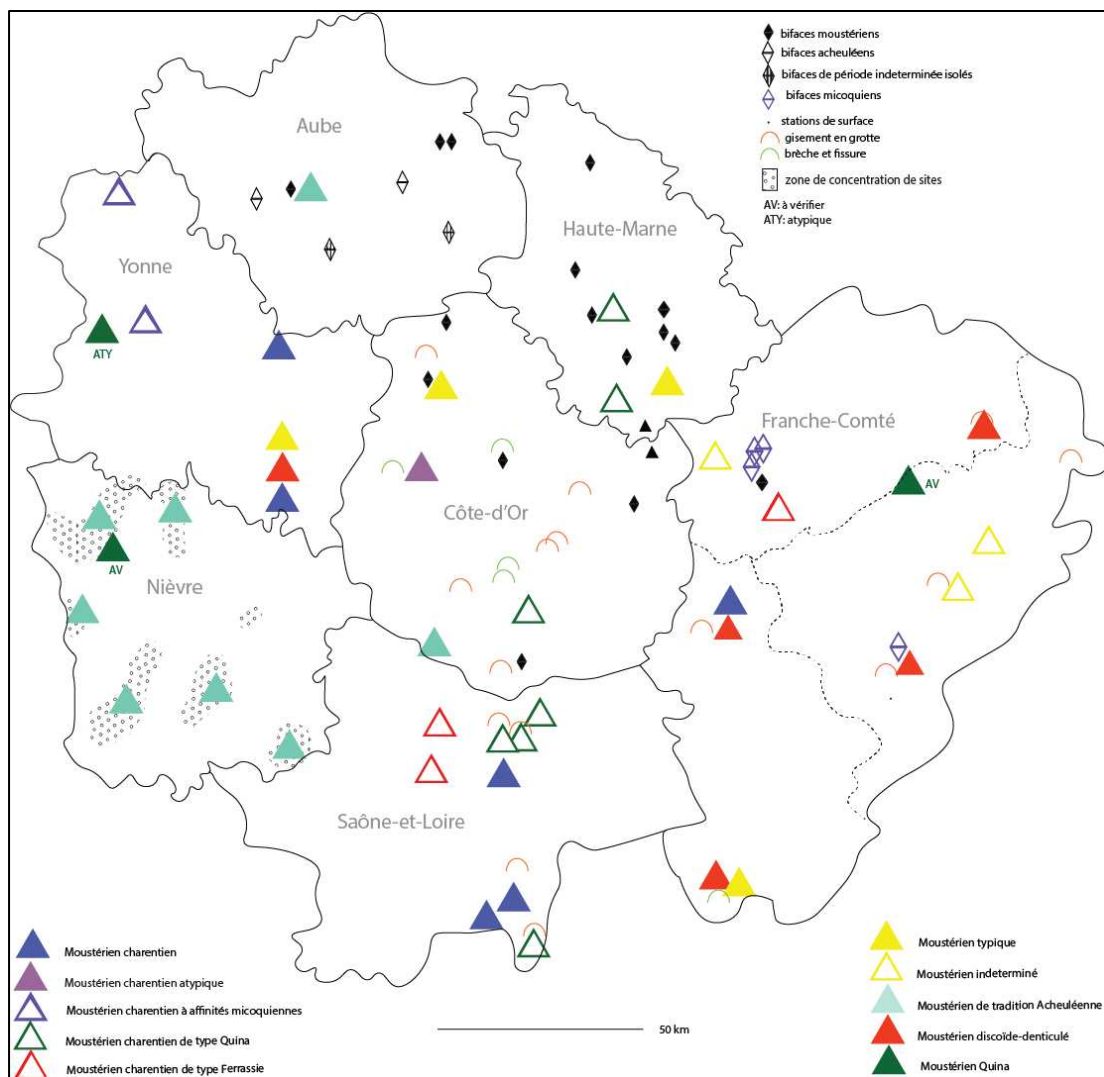 bifaces moustériens
bifaces acheuléens
bifaces de période indeterminée isolés
bifaces micoquiens
stations de surface
gisement en grotte
brèche et fissure
zone de concentration de sites
AV: à vérifier
ATY: atypique
Aube
Haute-Marne
Yonne
ATY
Franche-Comté
AV
Côte-d'Or
AV
Nièvre
Saône-et-Loire
Moustérien charentien
Moustérien charentien atypique
Moustérien charentien à affinités micoquiennes
Moustérien charentien de type Quina
Moustérien charentien de type Ferrassie
50 km
Moustérien typique
Moustérien indeterminé
Moustérien de tradition Acheuléenne
Moustérien discoïde-denticulé
Moustérien Quina